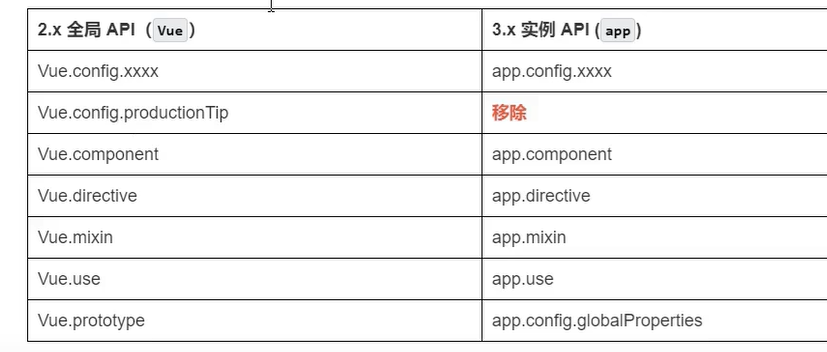 2.x 全局 API（Vue）	3.x 实例 API (app)
Vue.config.xxxx	app.config.xxxx
Vue.config.productionTip	移除
Vue.component	app.component
Vue.directive	app.directive
Vue.mixin	app.mixin
Vue.use	app.use
Vue.prototype	app.config.globalProperties